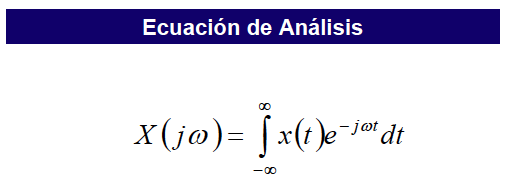 Ecuación de Análisis
X(jω) = ∫_{-∞}^{∞} x(t)e^{-jωt}dt